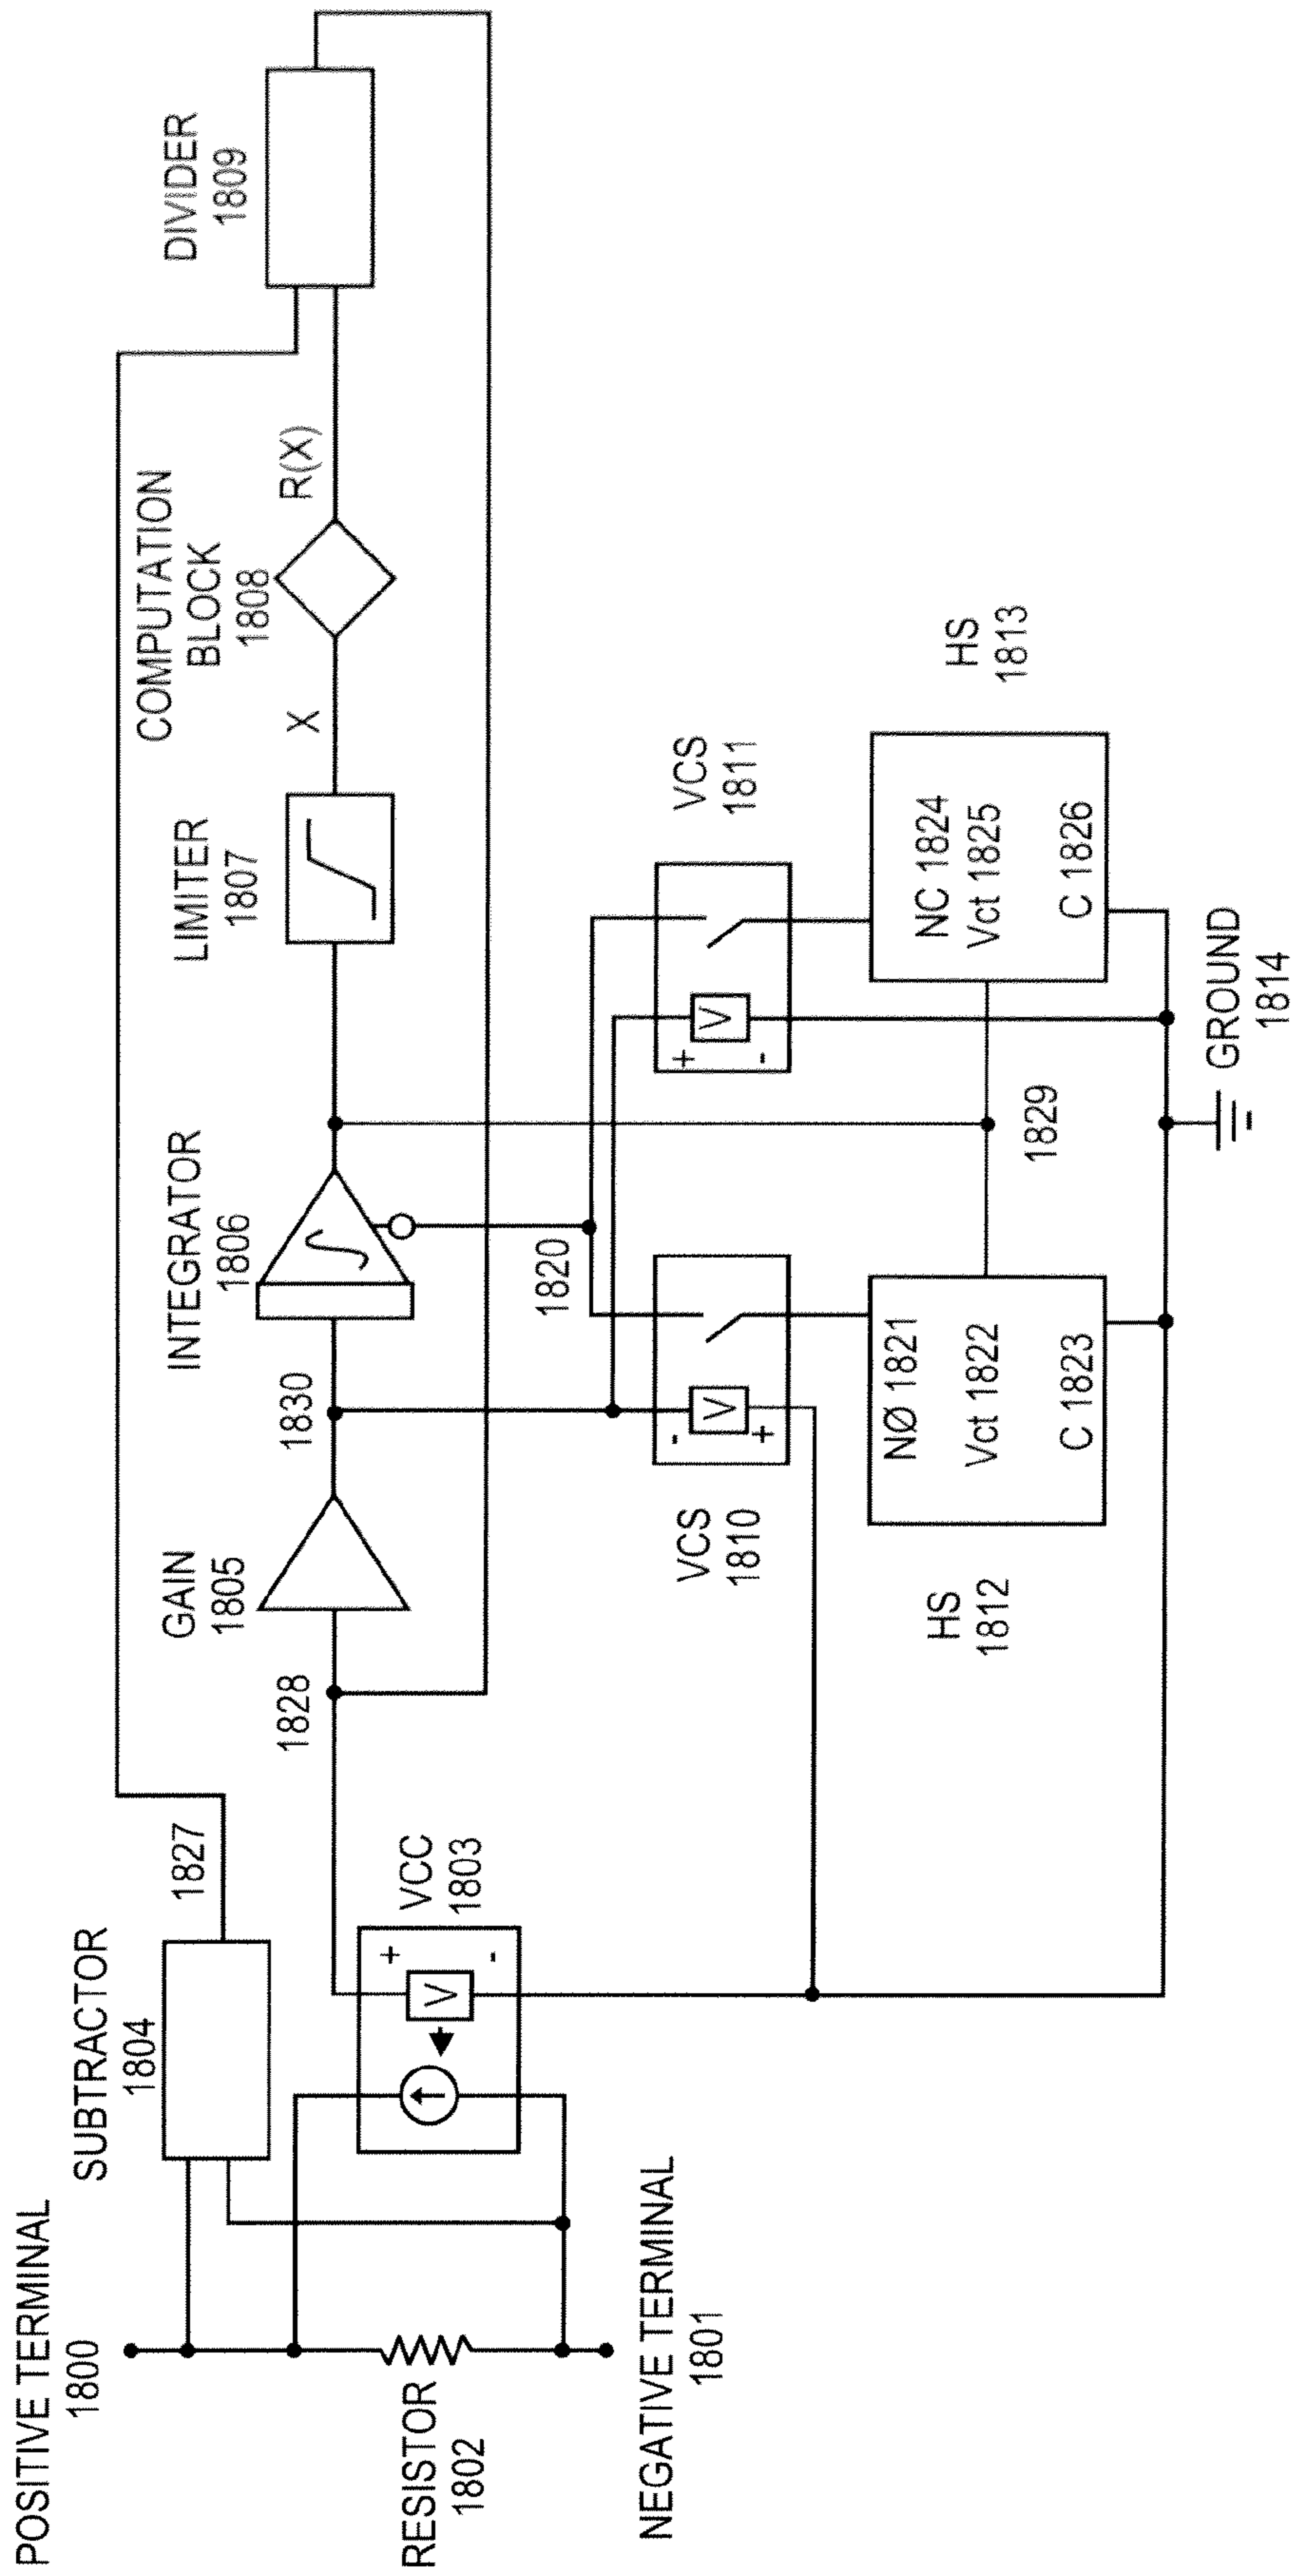 POSITIVE TERMINAL
1800
SUBTRACTOR
1804
1827
RESISTOR
1802
NEGATIVE TERMINAL
1801
VCC
1803
+
V
-
1828
GAIN
1805
1830
INTEGRATOR
1806
LIMITER
1807
X
COMPUTATION
BLOCK
1808
R(X)
DIVIDER
1809
1820
VCS
1810
-
V
+
VCS
1811
+
V
-
HS
1812
NØ 1821
Vct 1822
C 1823
1829
HS
1813
NC 1824
Vct 1825
C 1826
GROUND
1814